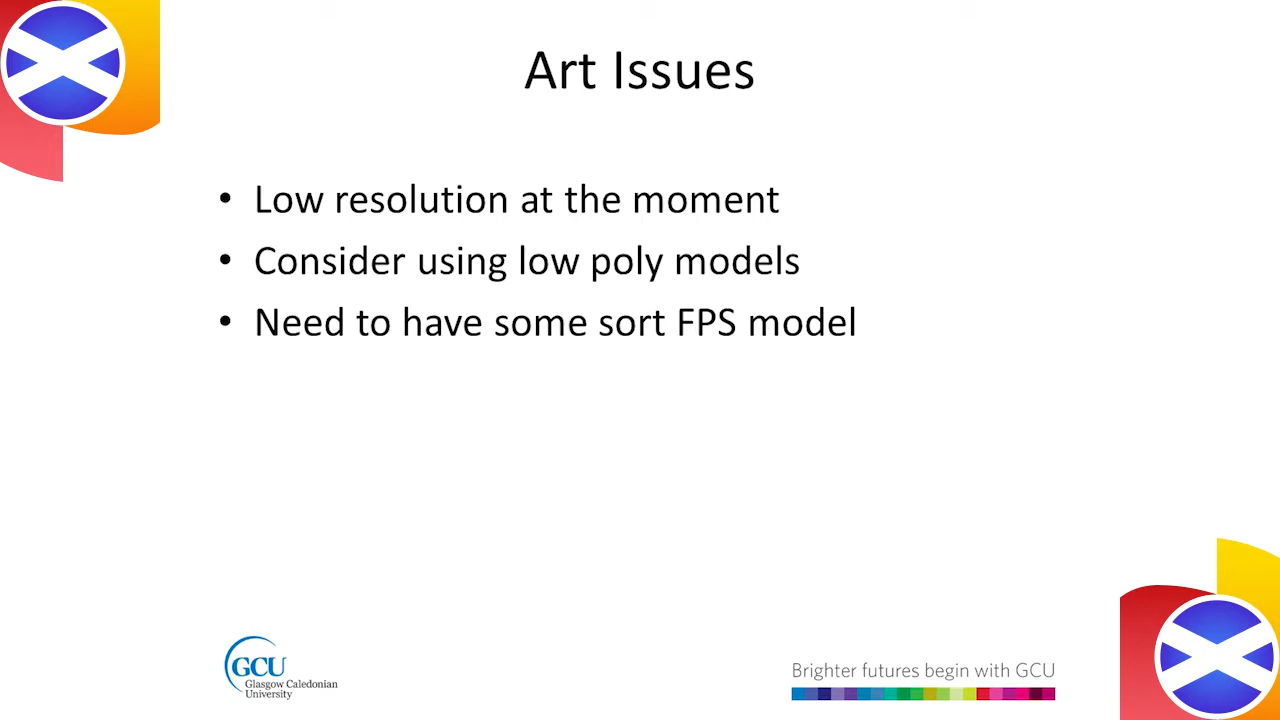 Art Issues
• Low resolution at the moment
• Consider using low poly models
• Need to have some sort FPS model
GCU
Glasgow Caledonian
University
Brighter futures begin with GCU